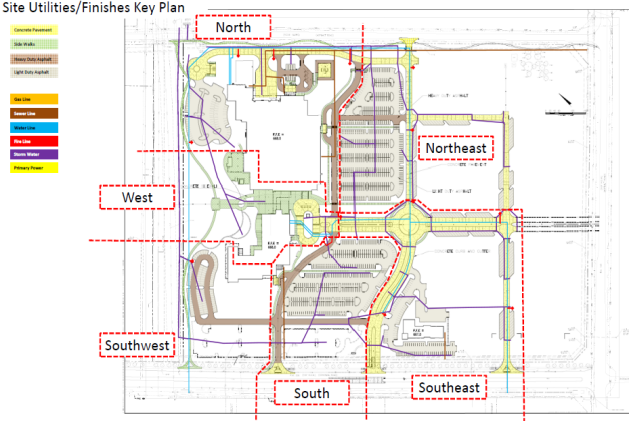 Site Utilities/Finishes Key Plan
North
Concrete Pavement
Side Walks
Heavy Duty Asphalt
Light Duty Asphalt
Gas Line
Sewer Line
Water Line
Fire Line
Storm Water
Primary Power
Northeast
West
Southwest
South
Southeast